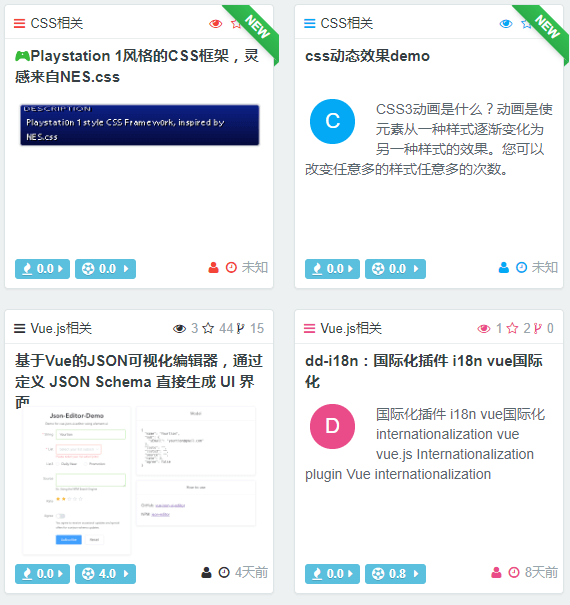 CSS相关
NEW
Playstation 1风格的CSS框架，灵
感来自NES.css
DESCRIPTION
Playstation 1 style CSS Framework, inspired by
NES.css
0.0
0.0
未知
CSS相关
NEW
css动态效果demo
C
CSS3动画是什么？动画是使
元素从一种样式逐渐变化为
另一种样式的效果。您可以
改变任意多的样式任意多的次数。
0.0
0.0
未知
Vue.js相关
3
44
15
基于Vue的JSON可视化编辑器，通过
定义 JSON Schema 直接生成 UI 界
面
Json-Editor-Demo
0.0
4.0
4天前
Vue.js相关
1
2
0
dd-i18n：国际化插件 i18n vue国际
化
D
国际化插件 i18n vue国际化
internationalization vue
vue.js Internationalization
plugin Vue internationalization
0.0
0.8
8天前